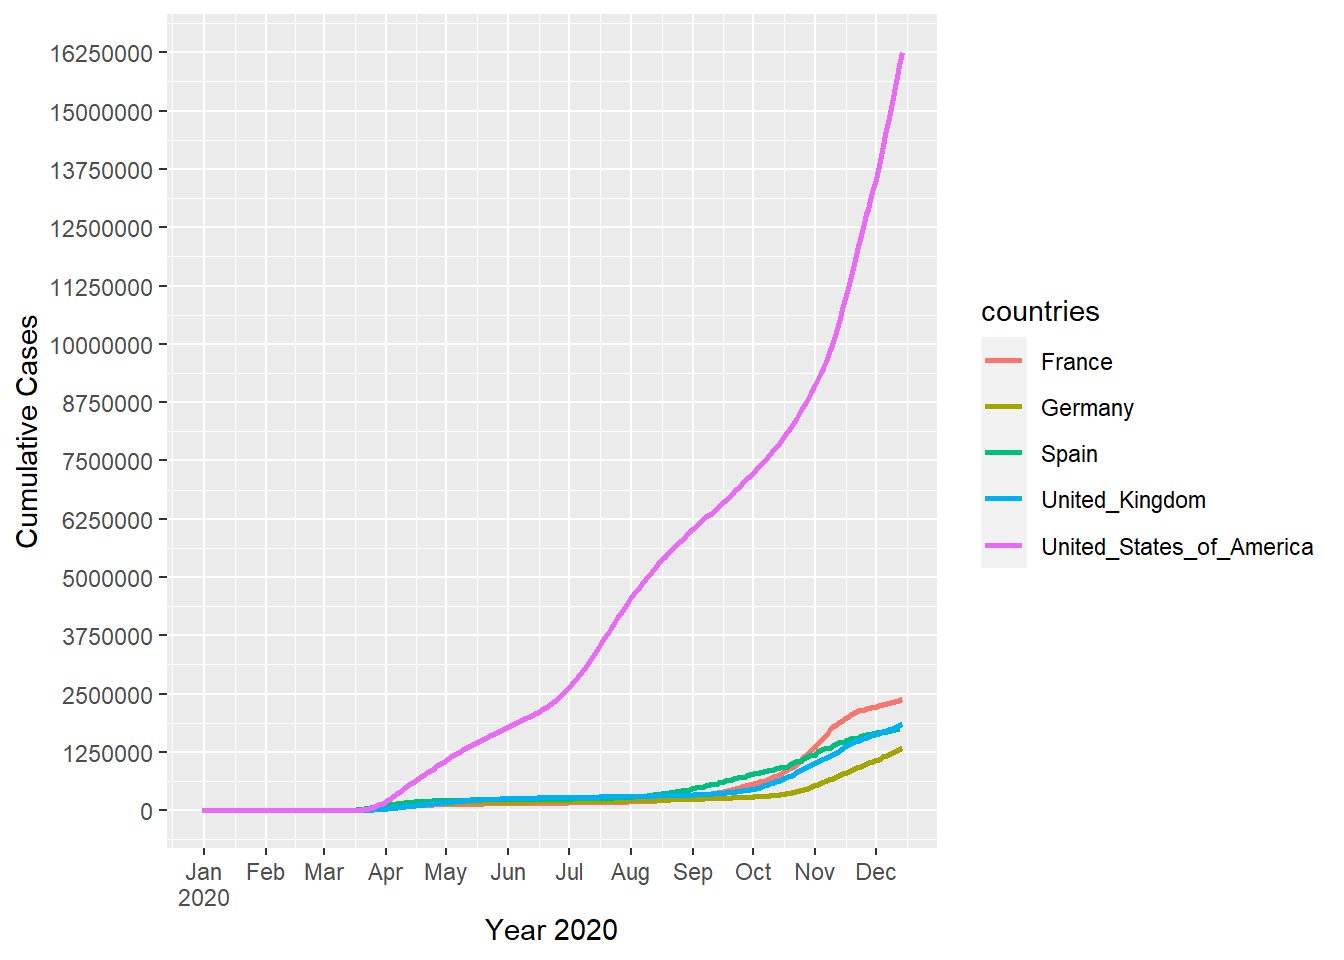 16250000
15000000
13750000
12500000
11250000
10000000
8750000
7500000
6250000
5000000
3750000
2500000
1250000
0
Cumulative Cases
Jan Feb Mar Apr May Jun Jul Aug Sep Oct Nov Dec
2020
Year 2020
countries
France
Germany
Spain
United_Kingdom
United_States_of_America